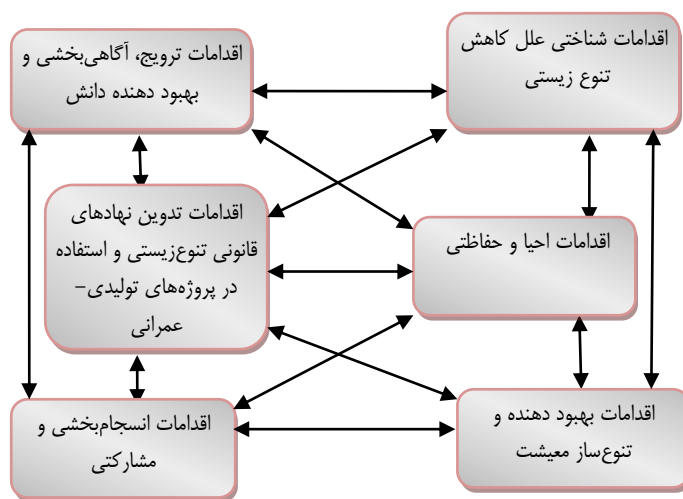 اقدامات شناختی علل کاهش
تنوع زیستی
اقدامات ترویج، آگاهی‌بخشی و
بهبود دهنده دانش
اقدامات احیا و حفاظتی
اقدامات تدوین نهادهای
قانونی تنوع‌زیستی و استفاده
در پروژه‌های تولیدی-
عمرانی
اقدامات بهبود دهنده و
تنوع‌ساز معیشت
اقدامات انسجام‌بخشی و
مشارکتی